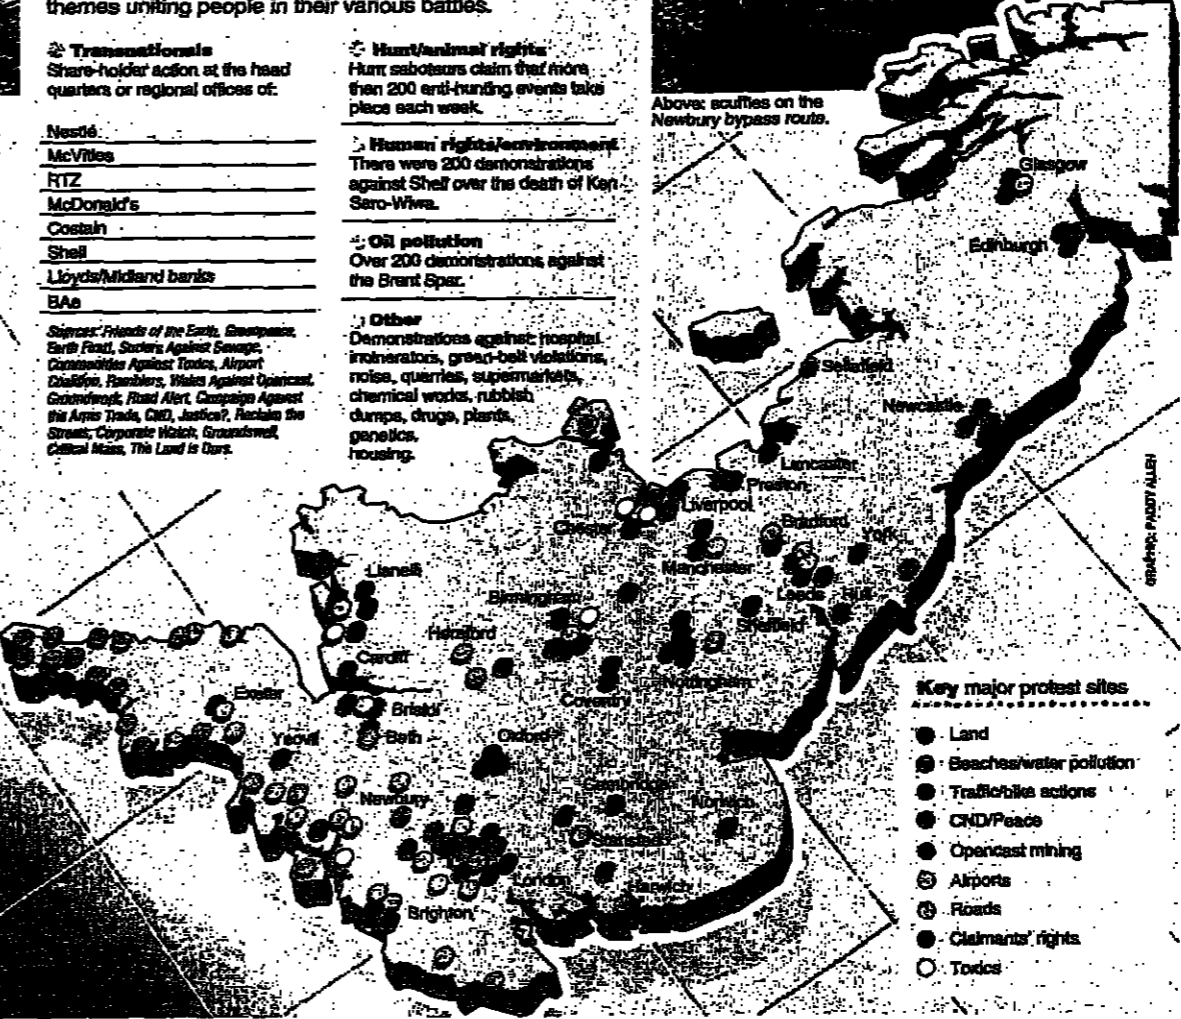 themes uniting people in their various battles.
Transnationals
Share-holder action at the head
quarters or regional offices of:
Nestlé
McVities
RTZ
McDonald's
Costain
Shell
Lloyds/Midland banks
BAe
Sources: Friends of the Earth, Greenpeace,
Earth First!, Surfers Against Sewage,
Communities Against Toxics, Airport
Coalition, Ramblers, Wales Against Opencast,
Groundwork, Road Alert, Campaign Against
the Arms Trade, CND, Justice?, Reclaim the
Streets, Corporate Watch, Groundswell,
Critical Mass, The Land is Ours.
Hunt/animal rights
Hunt saboteurs claim that more
then 200 anti-hunting events take
place each week.
Human rights/environment
There were 200 demonstrations
against Shell over the death of Ken
Saro-Wiwa.
Oil pollution
Over 200 demonstrations against
the Brent Spar.
Other
Demonstrations against: hospital
incinerators, green-belt violations,
noise, quarries, supermarkets,
chemical works, rubbish
dumps, drugs, plants,
genetics,
housing.
Above: scuffles on the
Newbury bypass route.
Glasgow
Edinburgh
Sellafield
Newcastle
Lancaster
Preston
Liverpool
Chester
Bradford
York
Manchester
Leeds
Hull
Llanelli
Birmingham
Sheffield
Hereford
Cardiff
Nottingham
Exeter
Coventry
Bristol
Yeovil
Bath
Oxford
Cambridge
Newbury
Norwich
Stansted
London
Harwich
Brighton
GRAPHIC: PADDY ALLEN
Key major protest sites
Land
Beaches/water pollution
Traffic/bike actions
CND/Peace
Opencast mining
Airports
Roads
Claimants' rights
Toxics